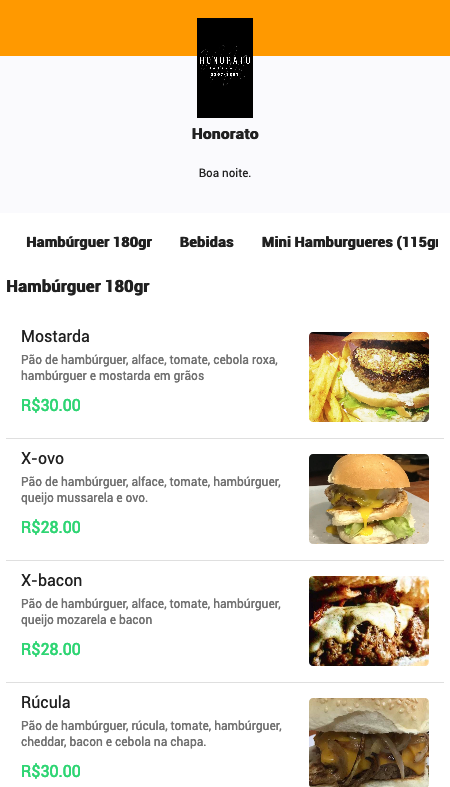 HONORATO
Honorato
Boa noite.
Hambúrguer 180gr Bebidas Mini Hamburgueres (115gr
Hambúrguer 180gr
Mostarda
Pão de hambúrguer, alface, tomate, cebola roxa,
hambúrguer e mostarda em grãos
R$30.00
X-ovo
Pão de hambúrguer, alface, tomate, hambúrguer,
queijo mussarela e ovo.
R$28.00
X-bacon
Pão de hambúrguer, alface, tomate, hambúrguer,
queijo mozarela e bacon
R$28.00
Rúcula
Pão de hambúrguer, rúcula, tomate, hambúrguer,
cheddar, bacon e cebola na chapa.
R$30.00